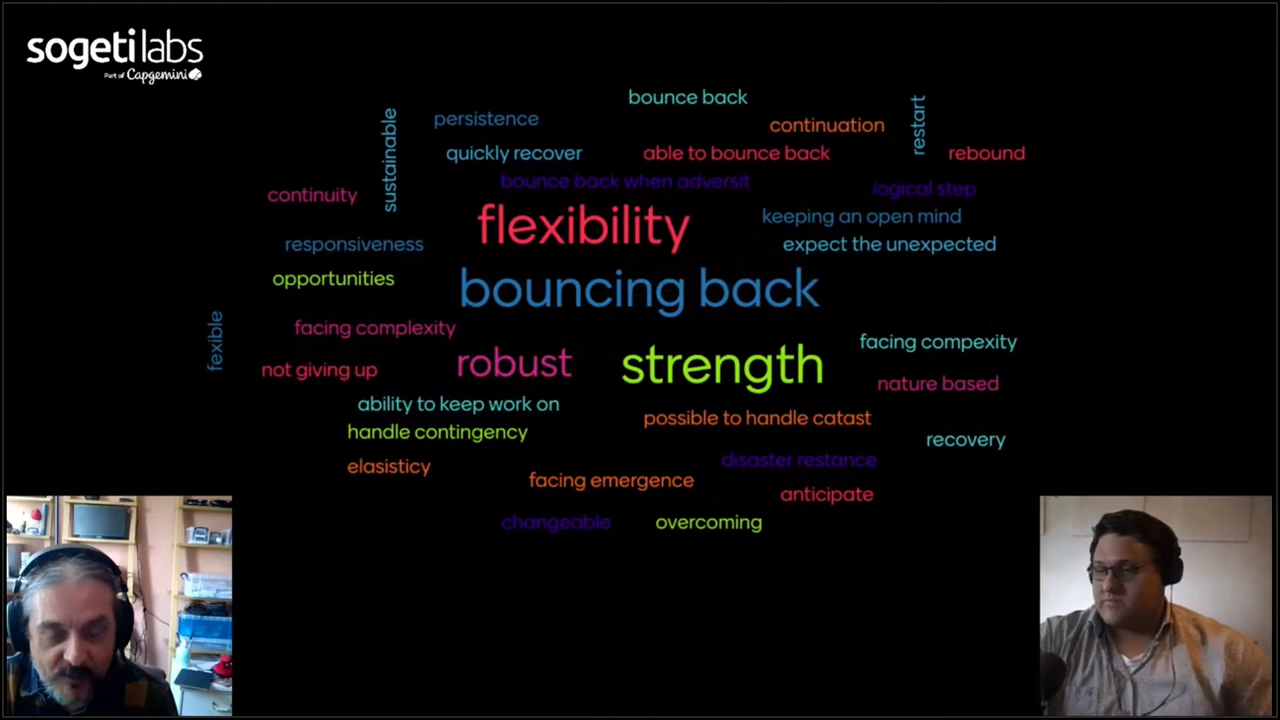 sogetilabs
Part of Capgemini
bounce back
persistence
continuation
restart
sustainable
quickly recover
able to bounce back
rebound
bounce back when adversit
logical step
continuity
flexibility
keeping an open mind
responsiveness
expect the unexpected
opportunities
bouncing back
fexible
facing complexity
facing compexity
not giving up
robust
strength
nature based
ability to keep work on
possible to handle catast
handle contingency
recovery
elasisticy
disaster restance
facing emergence
anticipate
changeable
overcoming